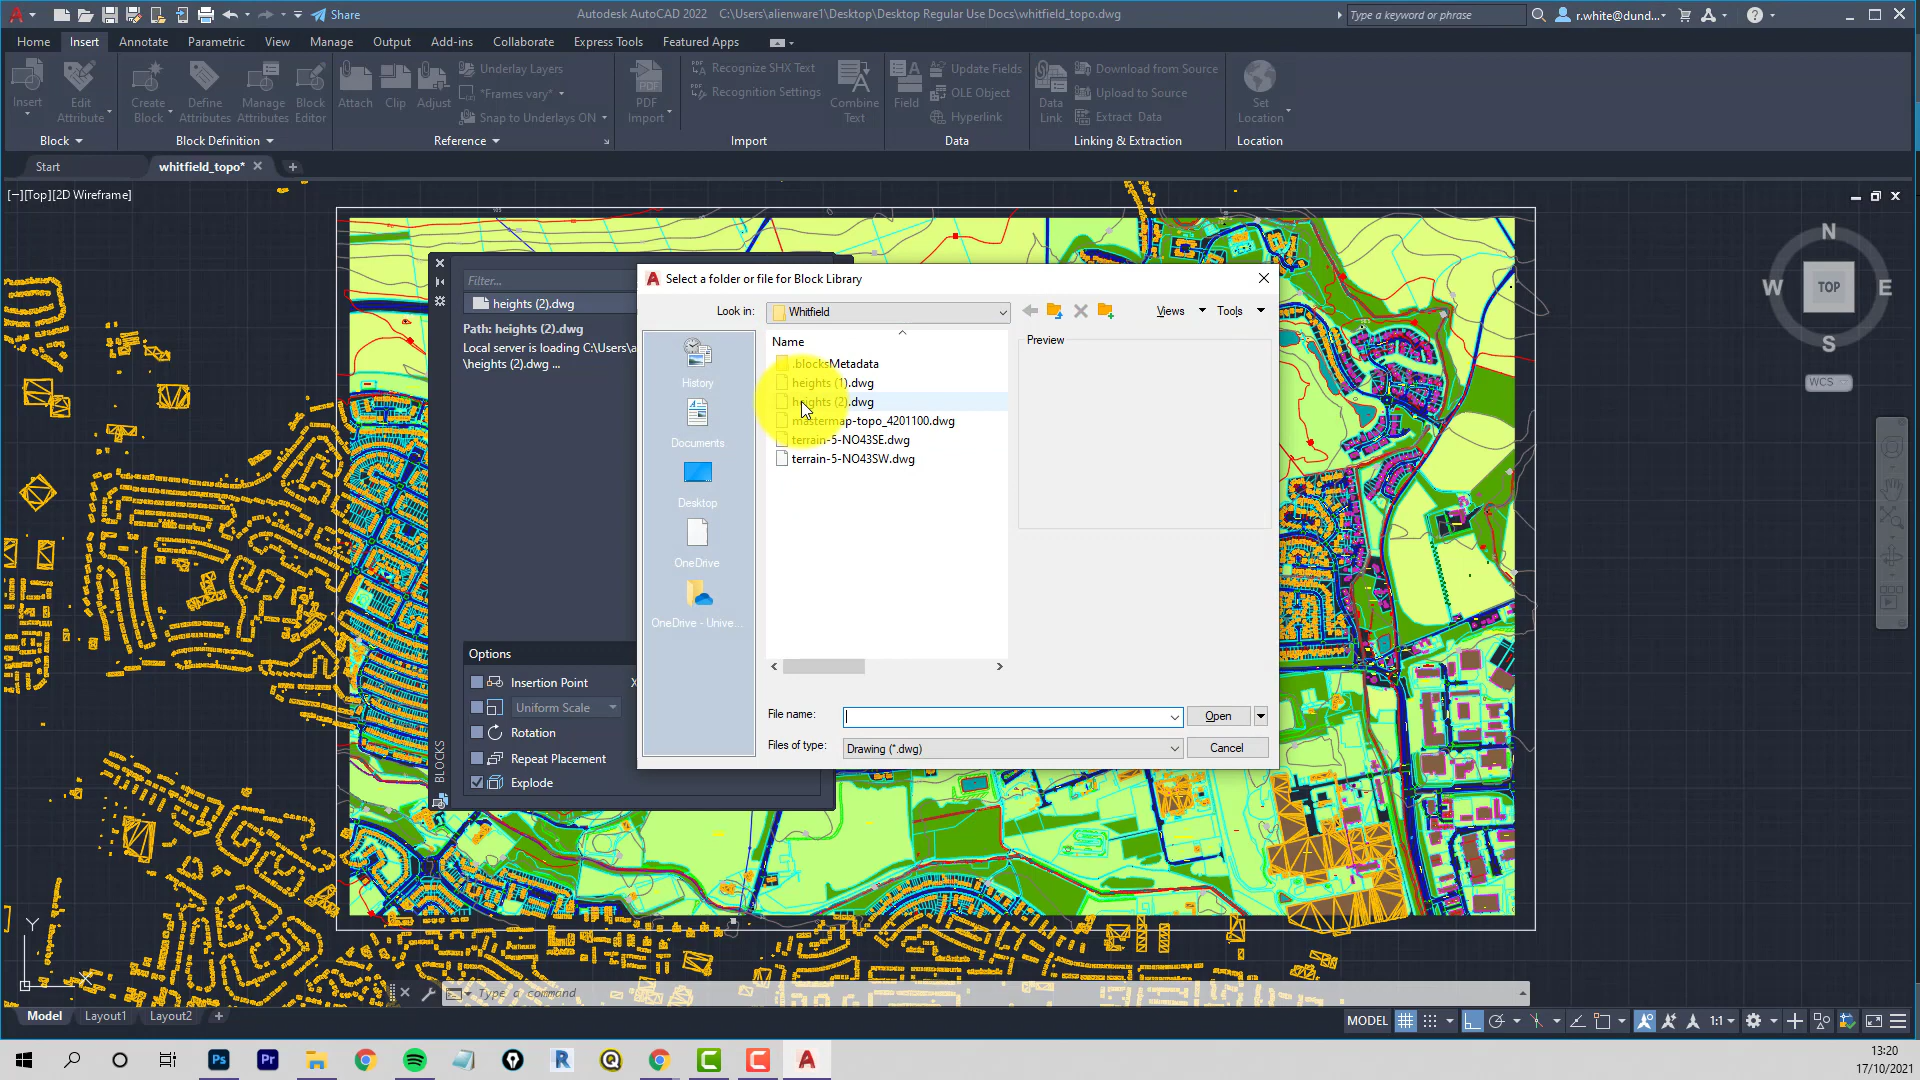 Share
Autodesk AutoCAD 2022 C:\Users\alienware1\Desktop\Desktop Regular Use Docs\whitfield_topo.dwg
Type a keyword or phrase
r.white@dund...
Home Insert Annotate Parametric View Manage Output Add-ins Collaborate Express Tools Featured Apps
Insert
Edit
Attribute
Create
Block
Define
Attributes
Manage
Attributes
Block
Editor
Attach
Clip
Adjust
Underlay Layers
*Frames vary*
Snap to Underlays ON
PDF
Import
Recognize SHX Text
Recognition Settings
Combine
Text
Field
Update Fields
OLE Object
Hyperlink
Data
Link
Download from Source
Upload to Source
Extract Data
Set
Location
Block
Block Definition
Reference
Import
Data
Linking & Extraction
Location
Start
whitfield_topo*
[−][Top][2D Wireframe]
N
W
TOP
E
S
WCS
Filter...
heights (2).dwg
Path: heights (2).dwg
Local server is loading C:\Users\a
\heights (2).dwg ...
Options
Insertion Point
X
Uniform Scale
Rotation
Repeat Placement
Explode
BLOCKS
Select a folder or file for Block Library
Look in:
Whitfield
Views
Tools
History
Documents
Desktop
OneDrive
OneDrive - Unive...
Name
.blocksMetadata
heights (1).dwg
heights (2).dwg
mastermap-topo_4201100.dwg
terrain-5-NO43SE.dwg
terrain-5-NO43SW.dwg
Preview
File name:
Open
Files of type:
Drawing (*.dwg)
Cancel
Y
X
Type a command
Model Layout1 Layout2
MODEL
1:1
Ps
Pr
R
Q
C
C
A
13:20
17/10/2021